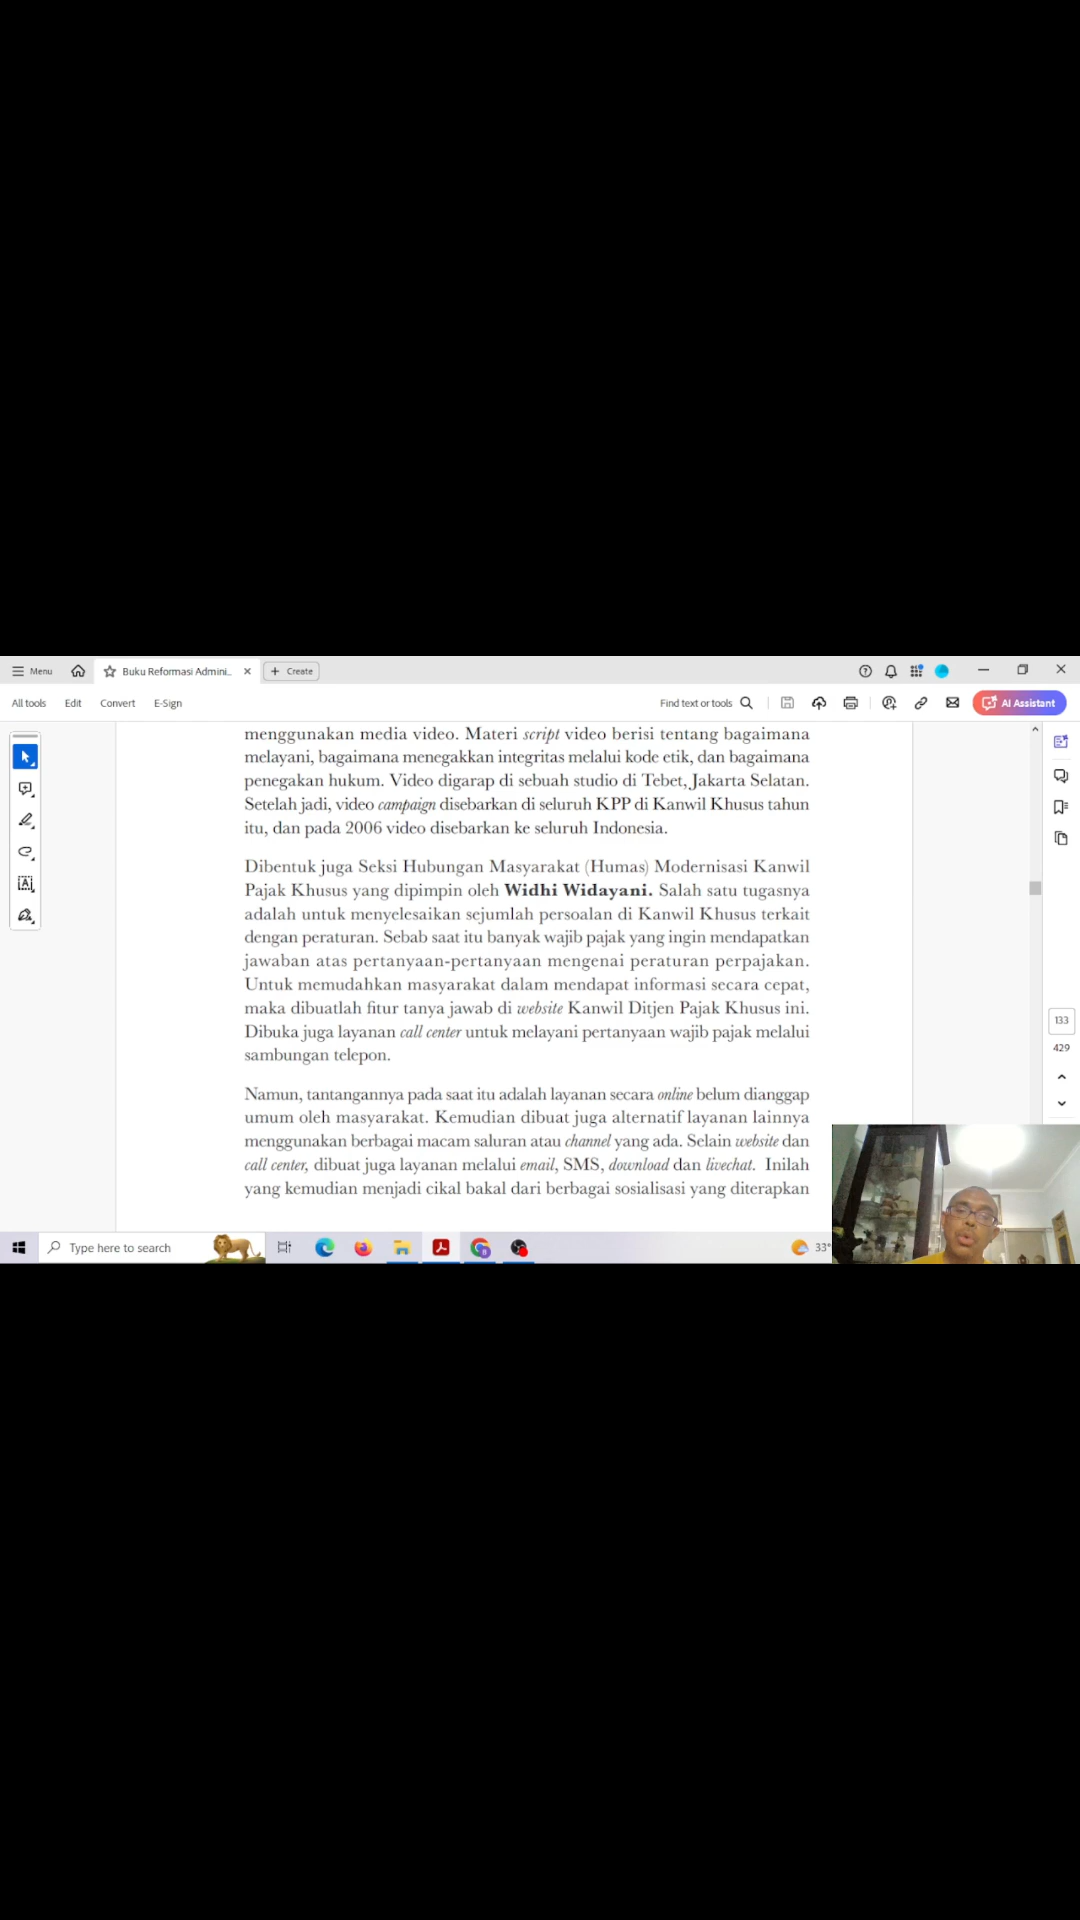 Menu
Buku Reformasi Admini...
Create
All tools
Edit
Convert
E-Sign
Find text or tools
AI Assistant
menggunakan media video. Materi script video berisi tentang bagaimana
melayani, bagaimana menegakkan integritas melalui kode etik, dan bagaimana
penegakan hukum. Video digarap di sebuah studio di Tebet, Jakarta Selatan.
Setelah jadi, video campaign disebarkan di seluruh KPP di Kanwil Khusus tahun
itu, dan pada 2006 video disebarkan ke seluruh Indonesia.
Dibentuk juga Seksi Hubungan Masyarakat (Humas) Modernisasi Kanwil
Pajak Khusus yang dipimpin oleh Widhi Widayani. Salah satu tugasnya
adalah untuk menyelesaikan sejumlah persoalan di Kanwil Khusus terkait
dengan peraturan. Sebab saat itu banyak wajib pajak yang ingin mendapatkan
jawaban atas pertanyaan-pertanyaan mengenai peraturan perpajakan.
Untuk memudahkan masyarakat dalam mendapat informasi secara cepat,
maka dibuatlah fitur tanya jawab di website Kanwil Ditjen Pajak Khusus ini.
Dibuka juga layanan call center untuk melayani pertanyaan wajib pajak melalui
sambungan telepon.
Namun, tantangannya pada saat itu adalah layanan secara online belum dianggap
umum oleh masyarakat. Kemudian dibuat juga alternatif layanan lainnya
menggunakan berbagai macam saluran atau channel yang ada. Selain website dan
call center, dibuat juga layanan melalui email, SMS, download dan livechat. Inilah
yang kemudian menjadi cikal bakal dari berbagai sosialisasi yang diterapkan
133
429
Type here to search
33°